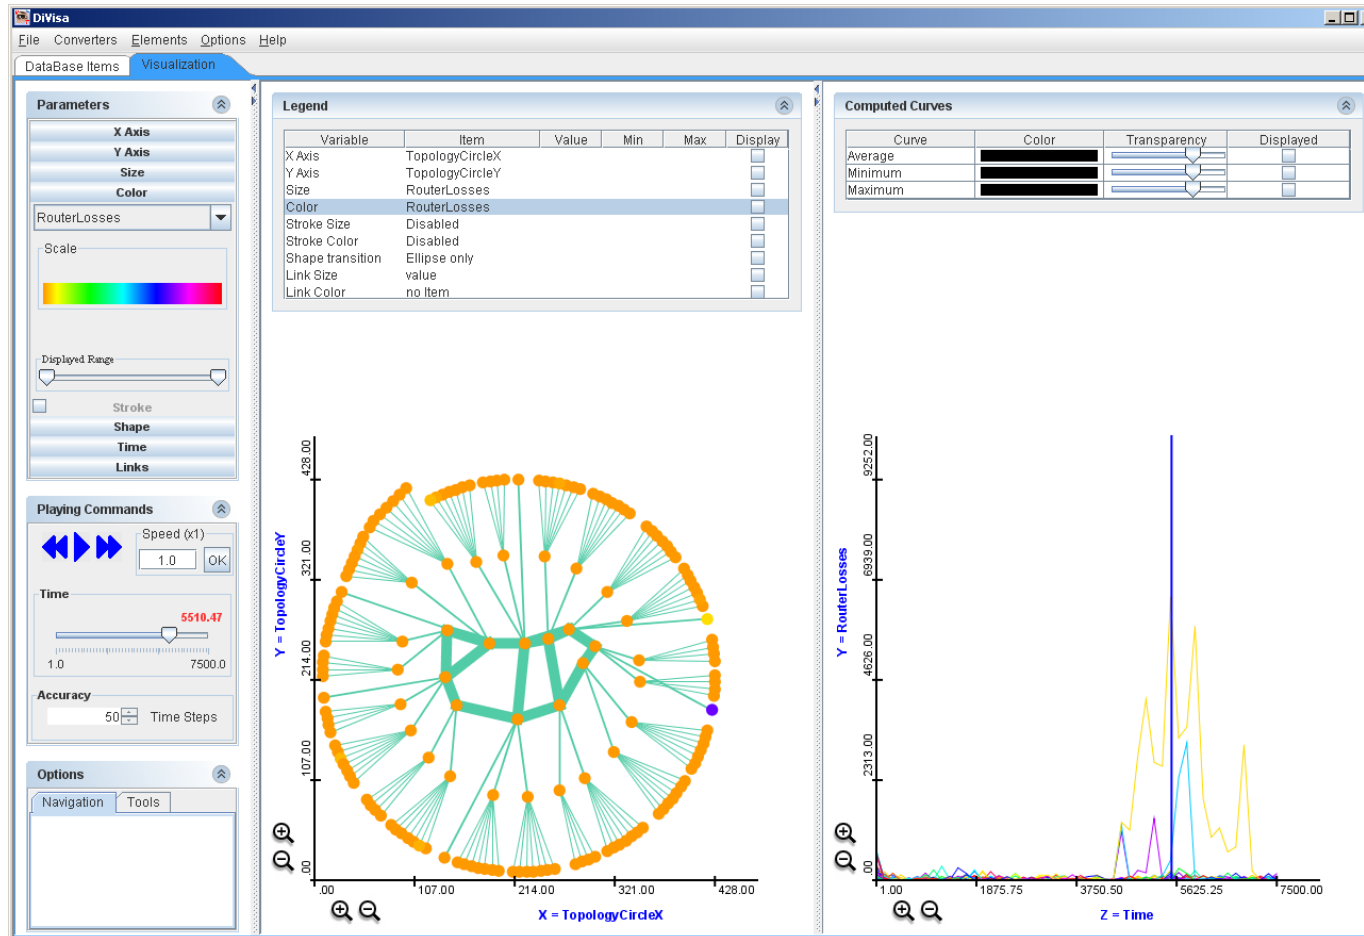 DiVisa
File Converters Elements Options Help
DataBase Items Visualization
Parameters
X Axis
Y Axis
Size
Color
RouterLosses
Scale
Displayed Range
Stroke
Shape
Time
Links
Playing Commands
Speed (x1)
1.0 OK
Time
5510.47
1.0 7500.0
Accuracy
50 Time Steps
Options
Navigation Tools
Legend
Variable Item Value Min Max Display
X Axis TopologyCircleX
Y Axis TopologyCircleY
Size RouterLosses
Color RouterLosses
Stroke Size Disabled
Stroke Color Disabled
Shape transition Ellipse only
Link Size value
Link Color no Item
428.00
321.00
214.00
107.00
.00
Y = TopologyCircleY
.00 107.00 214.00 321.00 428.00
X = TopologyCircleX
Computed Curves
Curve Color Transparency Displayed
Average
Minimum
Maximum
9252.00
6939.00
4626.00
2313.00
.00
Y = RouterLosses
1.00 1875.75 3750.50 5625.25 7500.00
Z = Time